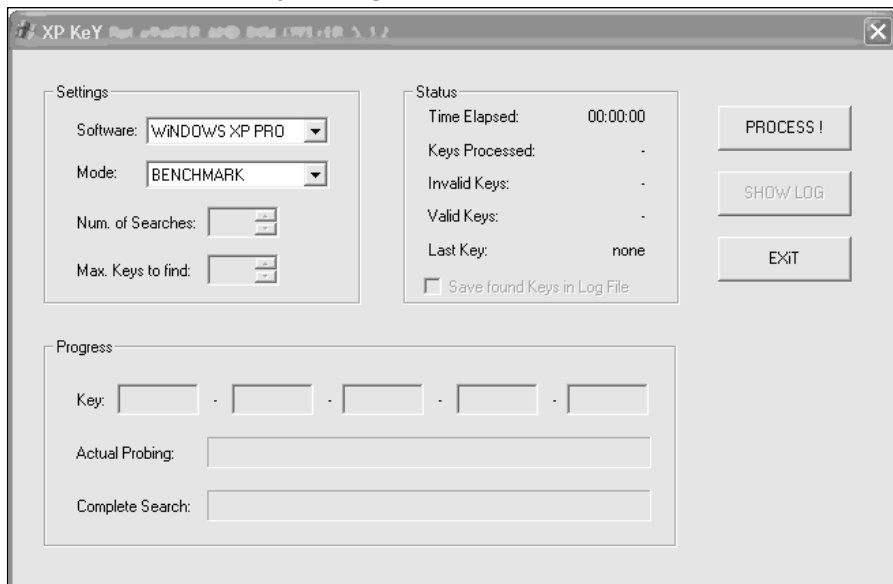 XP KeY
Settings
Software: WiNDOWS XP PRO
Mode: BENCHMARK
Num. of Searches:
Max. Keys to find:
Status
Time Elapsed: 00:00:00
Keys Processed: -
Invalid Keys: -
Valid Keys: -
Last Key: none
Save found Keys in Log File
PROCESS !
SHOW LOG
EXiT
Progress
Key: - - - -
Actual Probing:
Complete Search: